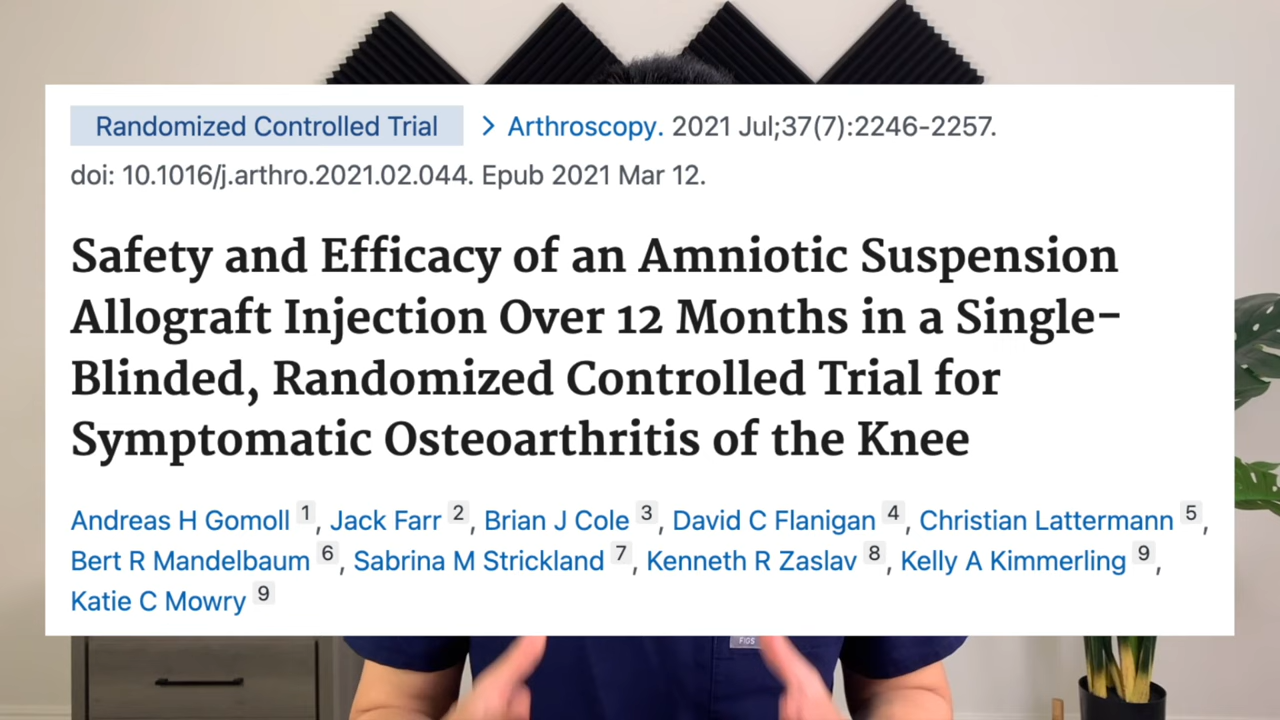 Randomized Controlled Trial > Arthroscopy. 2021 Jul;37(7):2246-2257.
doi: 10.1016/j.arthro.2021.02.044. Epub 2021 Mar 12.
Safety and Efficacy of an Amniotic Suspension
Allograft Injection Over 12 Months in a Single-
Blinded, Randomized Controlled Trial for
Symptomatic Osteoarthritis of the Knee
Andreas H Gomoll 1, Jack Farr 2, Brian J Cole 3, David C Flanigan 4, Christian Lattermann 5,
Bert R Mandelbaum 6, Sabrina M Strickland 7, Kenneth R Zaslav 8, Kelly A Kimmerling 9,
Katie C Mowry 9
FIGS